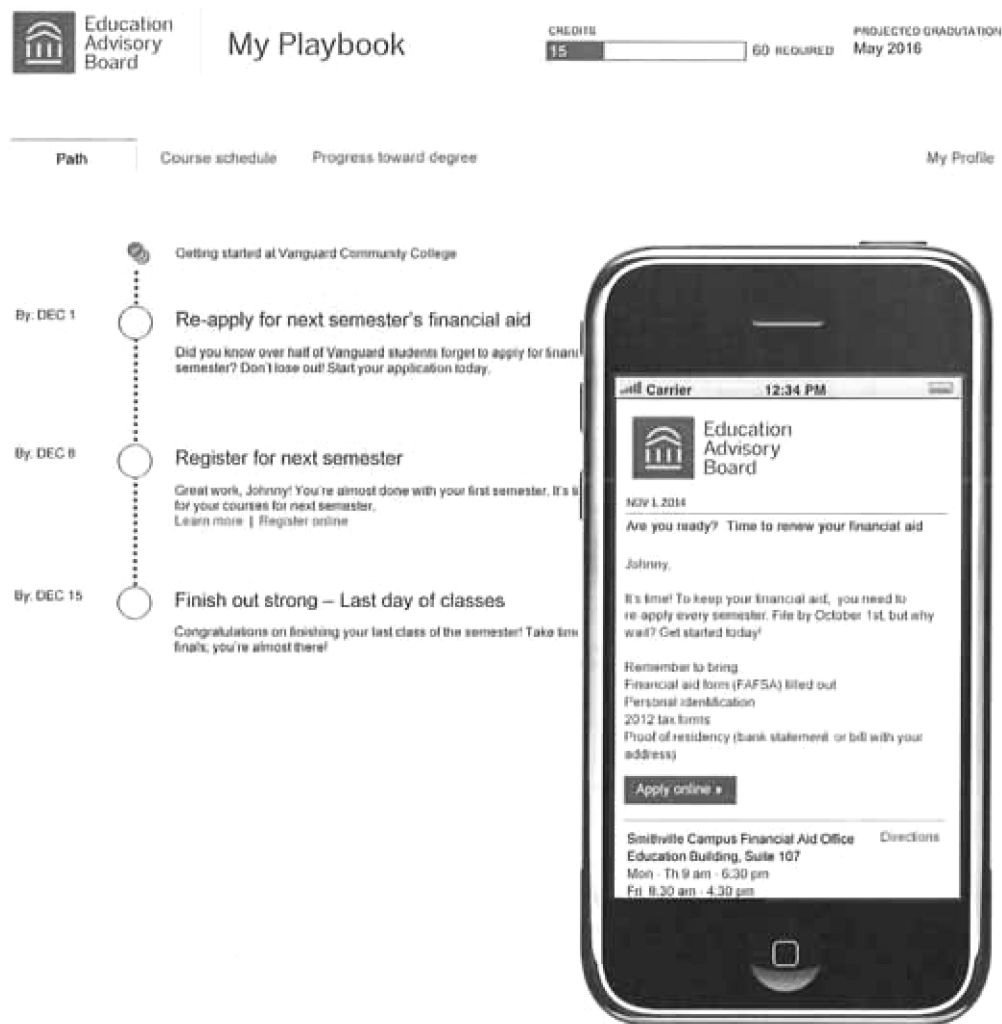 Education
Advisory
Board
My Playbook
CREDITS
15
60 REQUIRED
PROJECTED GRADUTATION
May 2016
Path
Course schedule
Progress toward degree
My Profile
Getting started at Vanguard Community College
By: DEC 1
Re-apply for next semester's financial aid
Did you know over half of Vanguard students forget to apply for financ
semester? Don't lose out! Start your application today.
By: DEC 8
Register for next semester
Great work, Johnny! You're almost done with your first semester. It's
for your courses for next semester.
Learn more | Register online
By: DEC 15
Finish out strong – Last day of classes
Congratulations on finishing your last class of the semester! Take time
finals; you're almost there!
Carrier
12:34 PM
Education
Advisory
Board
NOV 1, 2014
Are you ready? Time to renew your financial aid
Johnny,
It's time! To keep your financial aid, you need to
re-apply every semester. File by October 1st, but why
wait? Get started today!
Remember to bring
Financial aid form (FAFSA) filled out
Personal identification
2012 tax forms
Proof of residency (bank statement or bill with your
address)
Apply online »
Smithville Campus Financial Aid Office
Directions
Education Building, Suite 107
Mon - Th 9 am - 6:30 pm
Fri 8:30 am - 4:30 pm